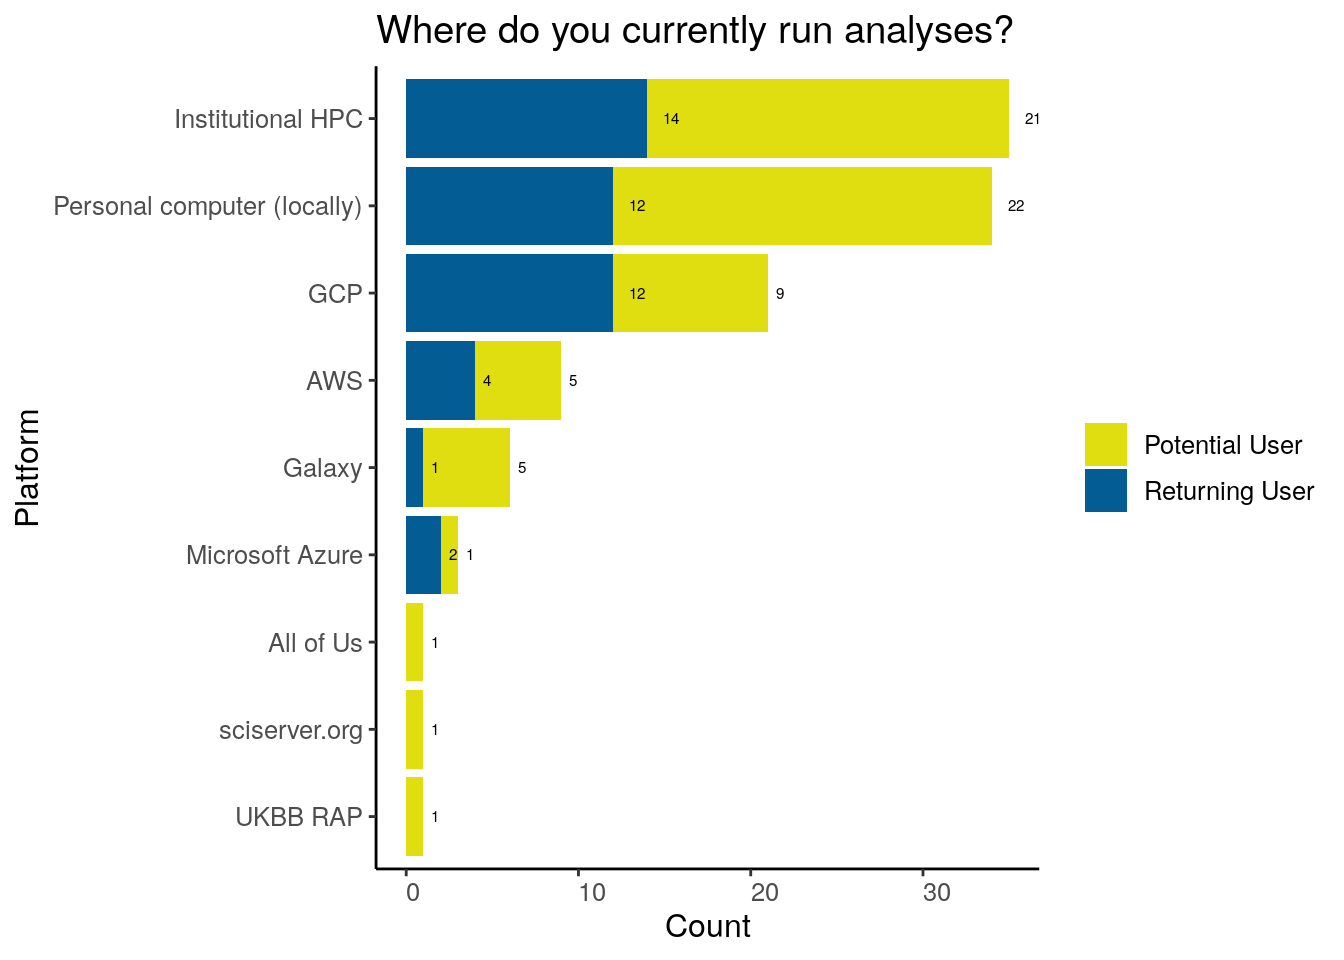 Where do you currently run analyses?
Institutional HPC 14 21
Personal computer (locally) 12 22
GCP 12 9
AWS 4 5
Galaxy 1 5
Microsoft Azure 2 1
All of Us 1
sciserver.org 1
UKBB RAP 1
0 10 20 30
Count
Platform
Potential User
Returning User